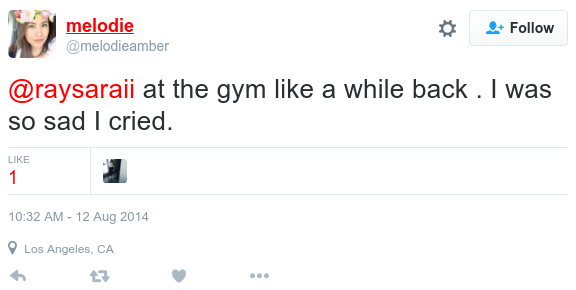 melodie
@melodieamber
Follow
@raysaraii at the gym like a while back . I was
so sad I cried.
LIKE
1
10:32 AM - 12 Aug 2014
Los Angeles, CA